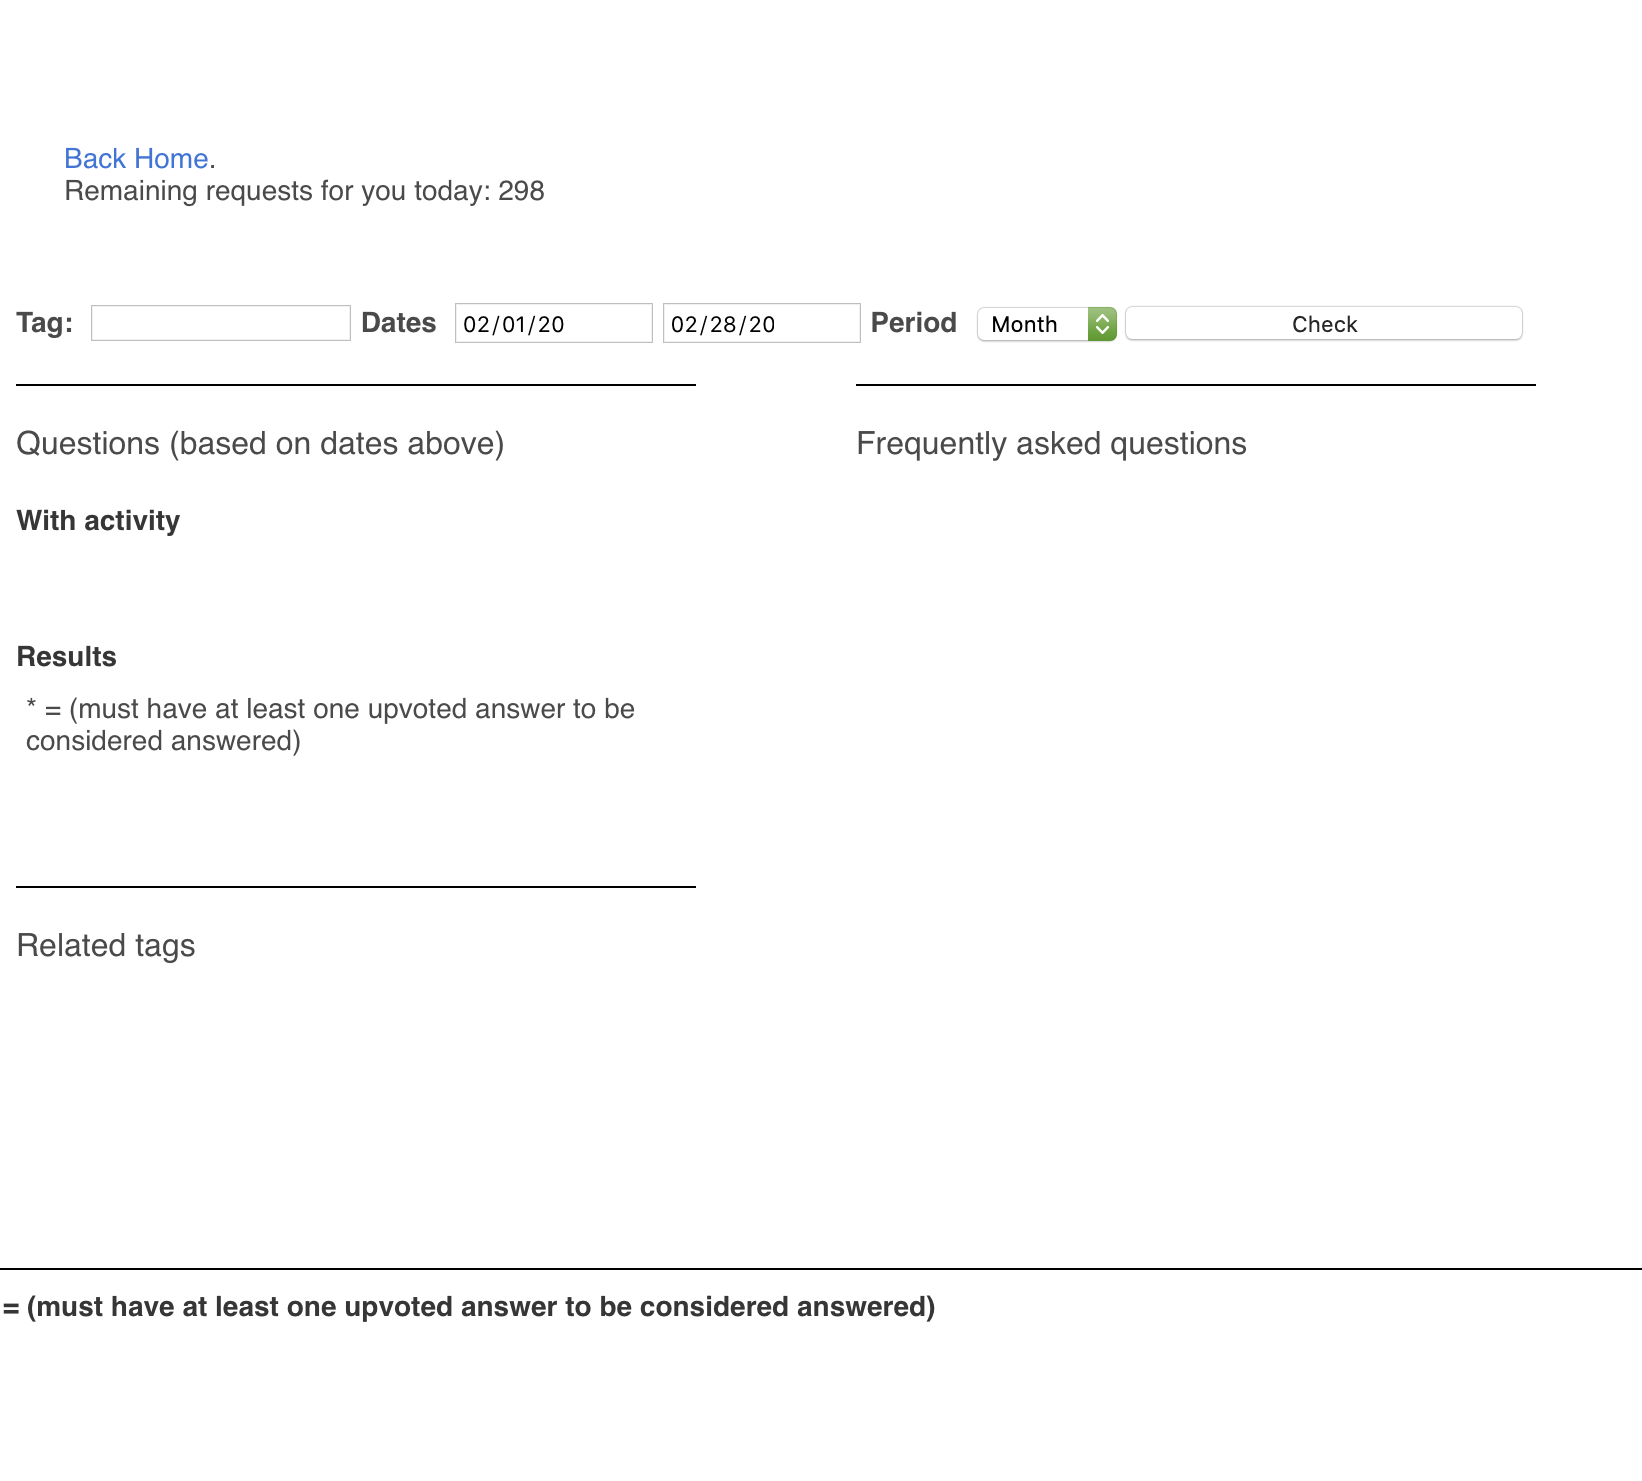 Back Home.
Remaining requests for you today: 298
Tag: Dates 02/01/20 02/28/20 Period Month Check
Questions (based on dates above)
Frequently asked questions
With activity
Results
* = (must have at least one upvoted answer to be
considered answered)
Related tags
= (must have at least one upvoted answer to be considered answered)